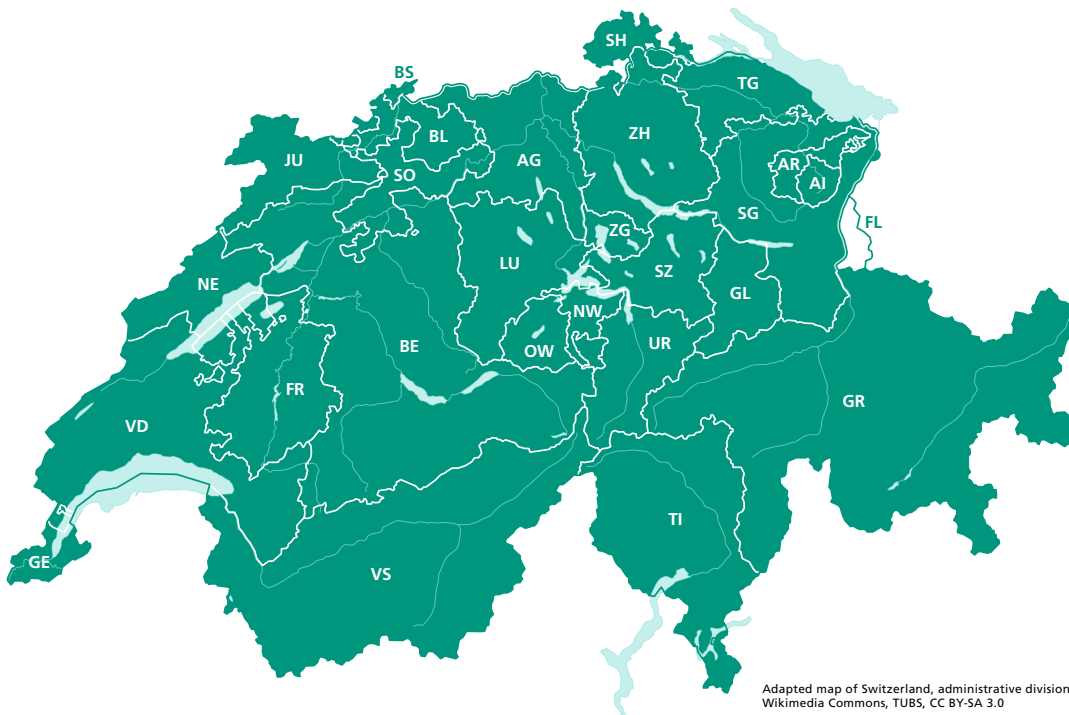 SH
BS
TG
BL
ZH
JU
AG
AR
SO
AI
SG
FL
ZG
LU
SZ
NE
GL
NW
UR
BE
OW
FR
GR
VD
TI
GE
VS
Adapted map of Switzerland, administrative division
Wikimedia Commons, TUBS, CC BY-SA 3.0